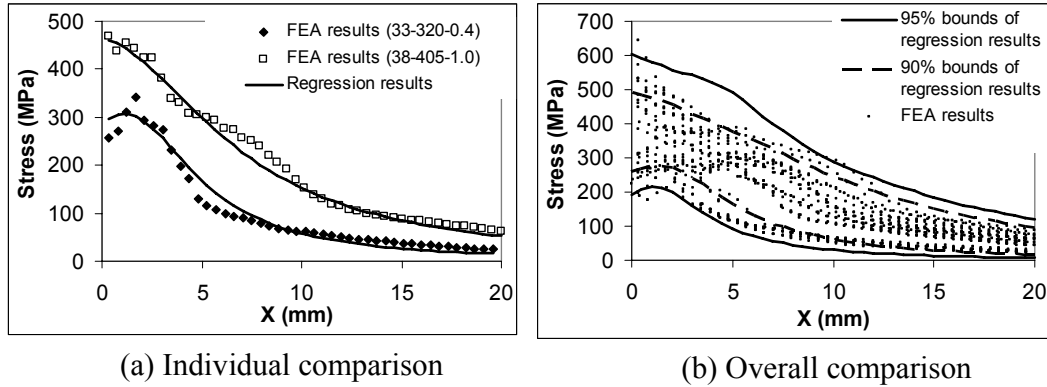 500
400
300
200
100
0
Stress (MPa)
0 5 10 15 20
X (mm)
FEA results (33-320-0.4)
FEA results (38-405-1.0)
Regression results
(a) Individual comparison
700
600
500
400
300
200
100
0
Stress (MPa)
0 5 10 15 20
X (mm)
95% bounds of
regression results
90% bounds of
regression results
FEA results
(b) Overall comparison